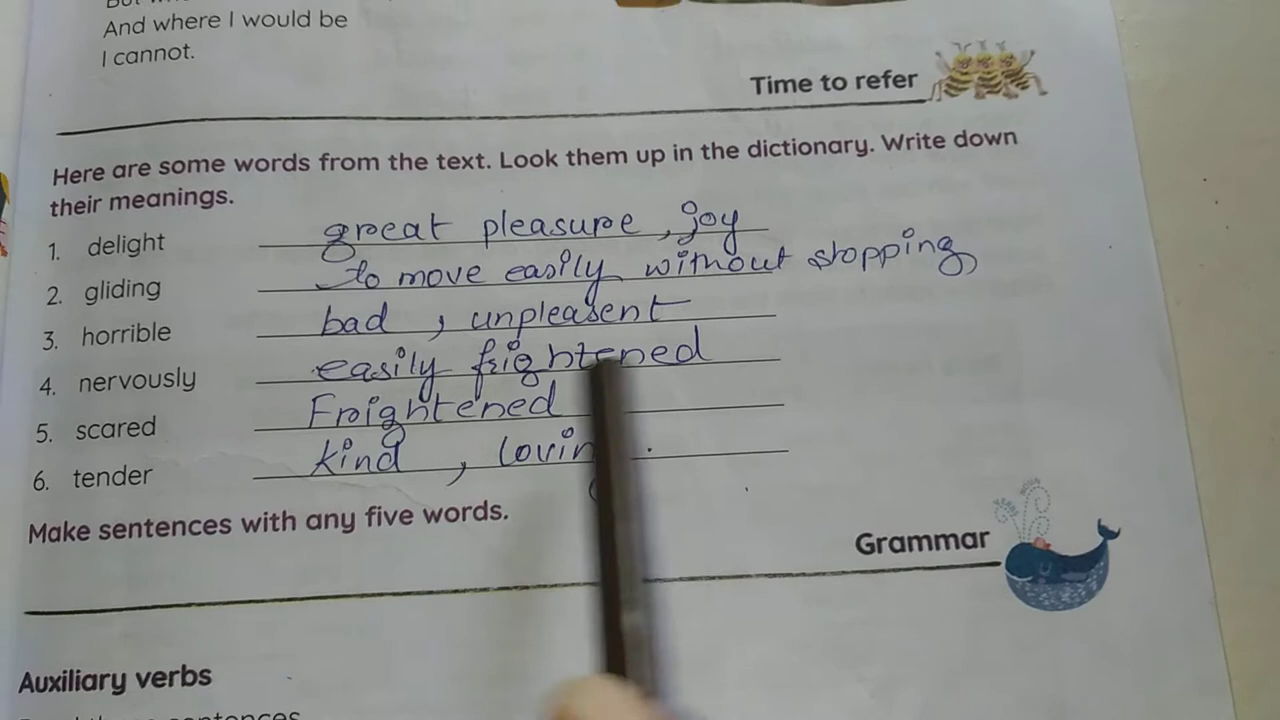 And where I would be
I cannot.
Time to refer
Here are some words from the text. Look them up in the dictionary. Write down
their meanings.
1. delight great pleasure, joy
2. gliding to move easily without stopping
3. horrible bad, unpleasent
4. nervously easily frightened
5. scared Frightened
6. tender kind,
Make sentences with any five words.
Grammar
Auxiliary verbs